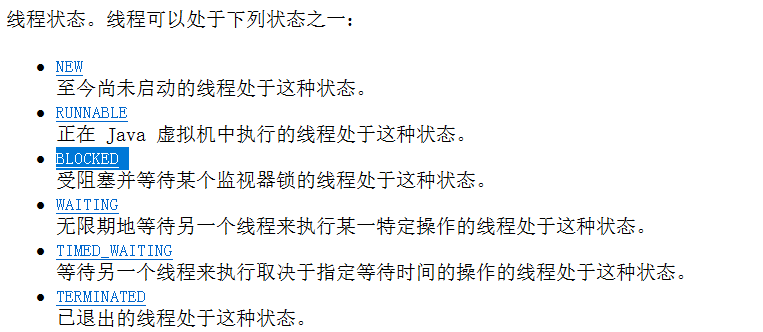 线程状态。线程可以处于下列状态之一：
NEW
至今尚未启动的线程处于这种状态。
RUNNABLE
正在 Java 虚拟机中执行的线程处于这种状态。
BLOCKED
受阻塞并等待某个监视器锁的线程处于这种状态。
WAITING
无限期地等待另一个线程来执行某一特定操作的线程处于这种状态。
TIMED_WAITING
等待另一个线程来执行取决于指定等待时间的操作的线程处于这种状态。
TERMINATED
已退出的线程处于这种状态。